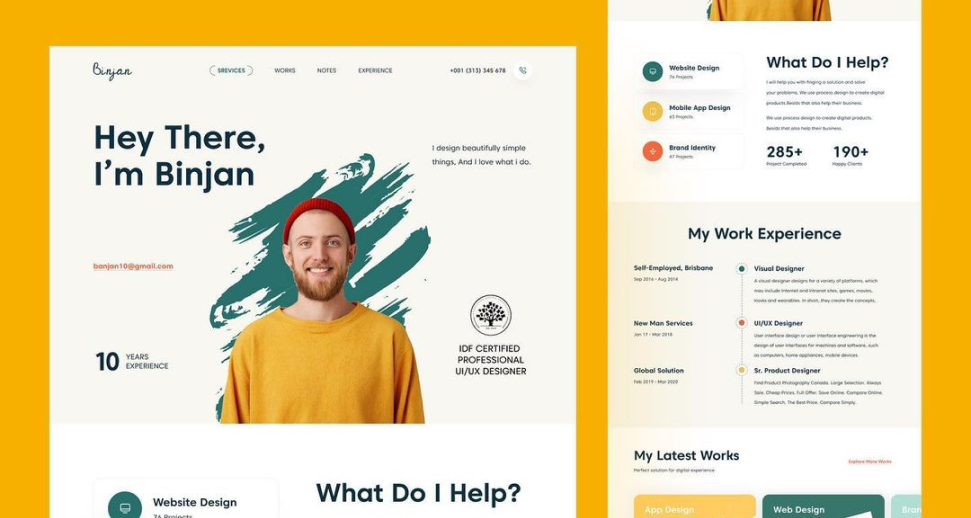 Binjan
SREVICES
WORKS
NOTES
EXPERIENCE
+001 (313) 345 678
Hey There,
I'm Binjan
I design beautifully simple
things, And I love what i do.
banjan10@gmail.com
10
YEARS
EXPERIENCE
IDF CERTIFIED
PROFESSIONAL
UI/UX DESIGNER
Website Design
76 Projects
What Do I Help?
Website Design
76 Projects
Mobile App Design
63 Projects
Brand Identity
47 Projects
What Do I Help?
I will help you with finging a solution and solve
your problems, We use process design to create digital
products.Besids that also help their business.
We use process design to create digital products.
Besids that also help their business.
285+
Project Completed
190+
Happy Clients
My Work Experience
Self-Employed, Brisbane
Sep 2016 - Aug 2014
Visual Designer
A visual designer designs for a variety of platforms, which
may include Internet and intranet sites, games, movies,
kiosks and wearables. In short, they create the concepts.
New Man Services
Jan 17 - Mar 2018
UI/UX Designer
User interface design or user interface engineering is the
design of user interfaces for machines and software, such
as computers, home appliances, mobile devices
Global Solution
Feb 2019 - Mar 2020
Sr. Product Designer
Find Product Photography Canada. Large Selection. Always
Sale. Cheap Prices. Full Offer. Save Online. Compare Online.
Simple Search. The Best Price. Compare Simply.
My Latest Works
Perfect solution for digital experience
Explore More Works
App Design
Web Design
Bran